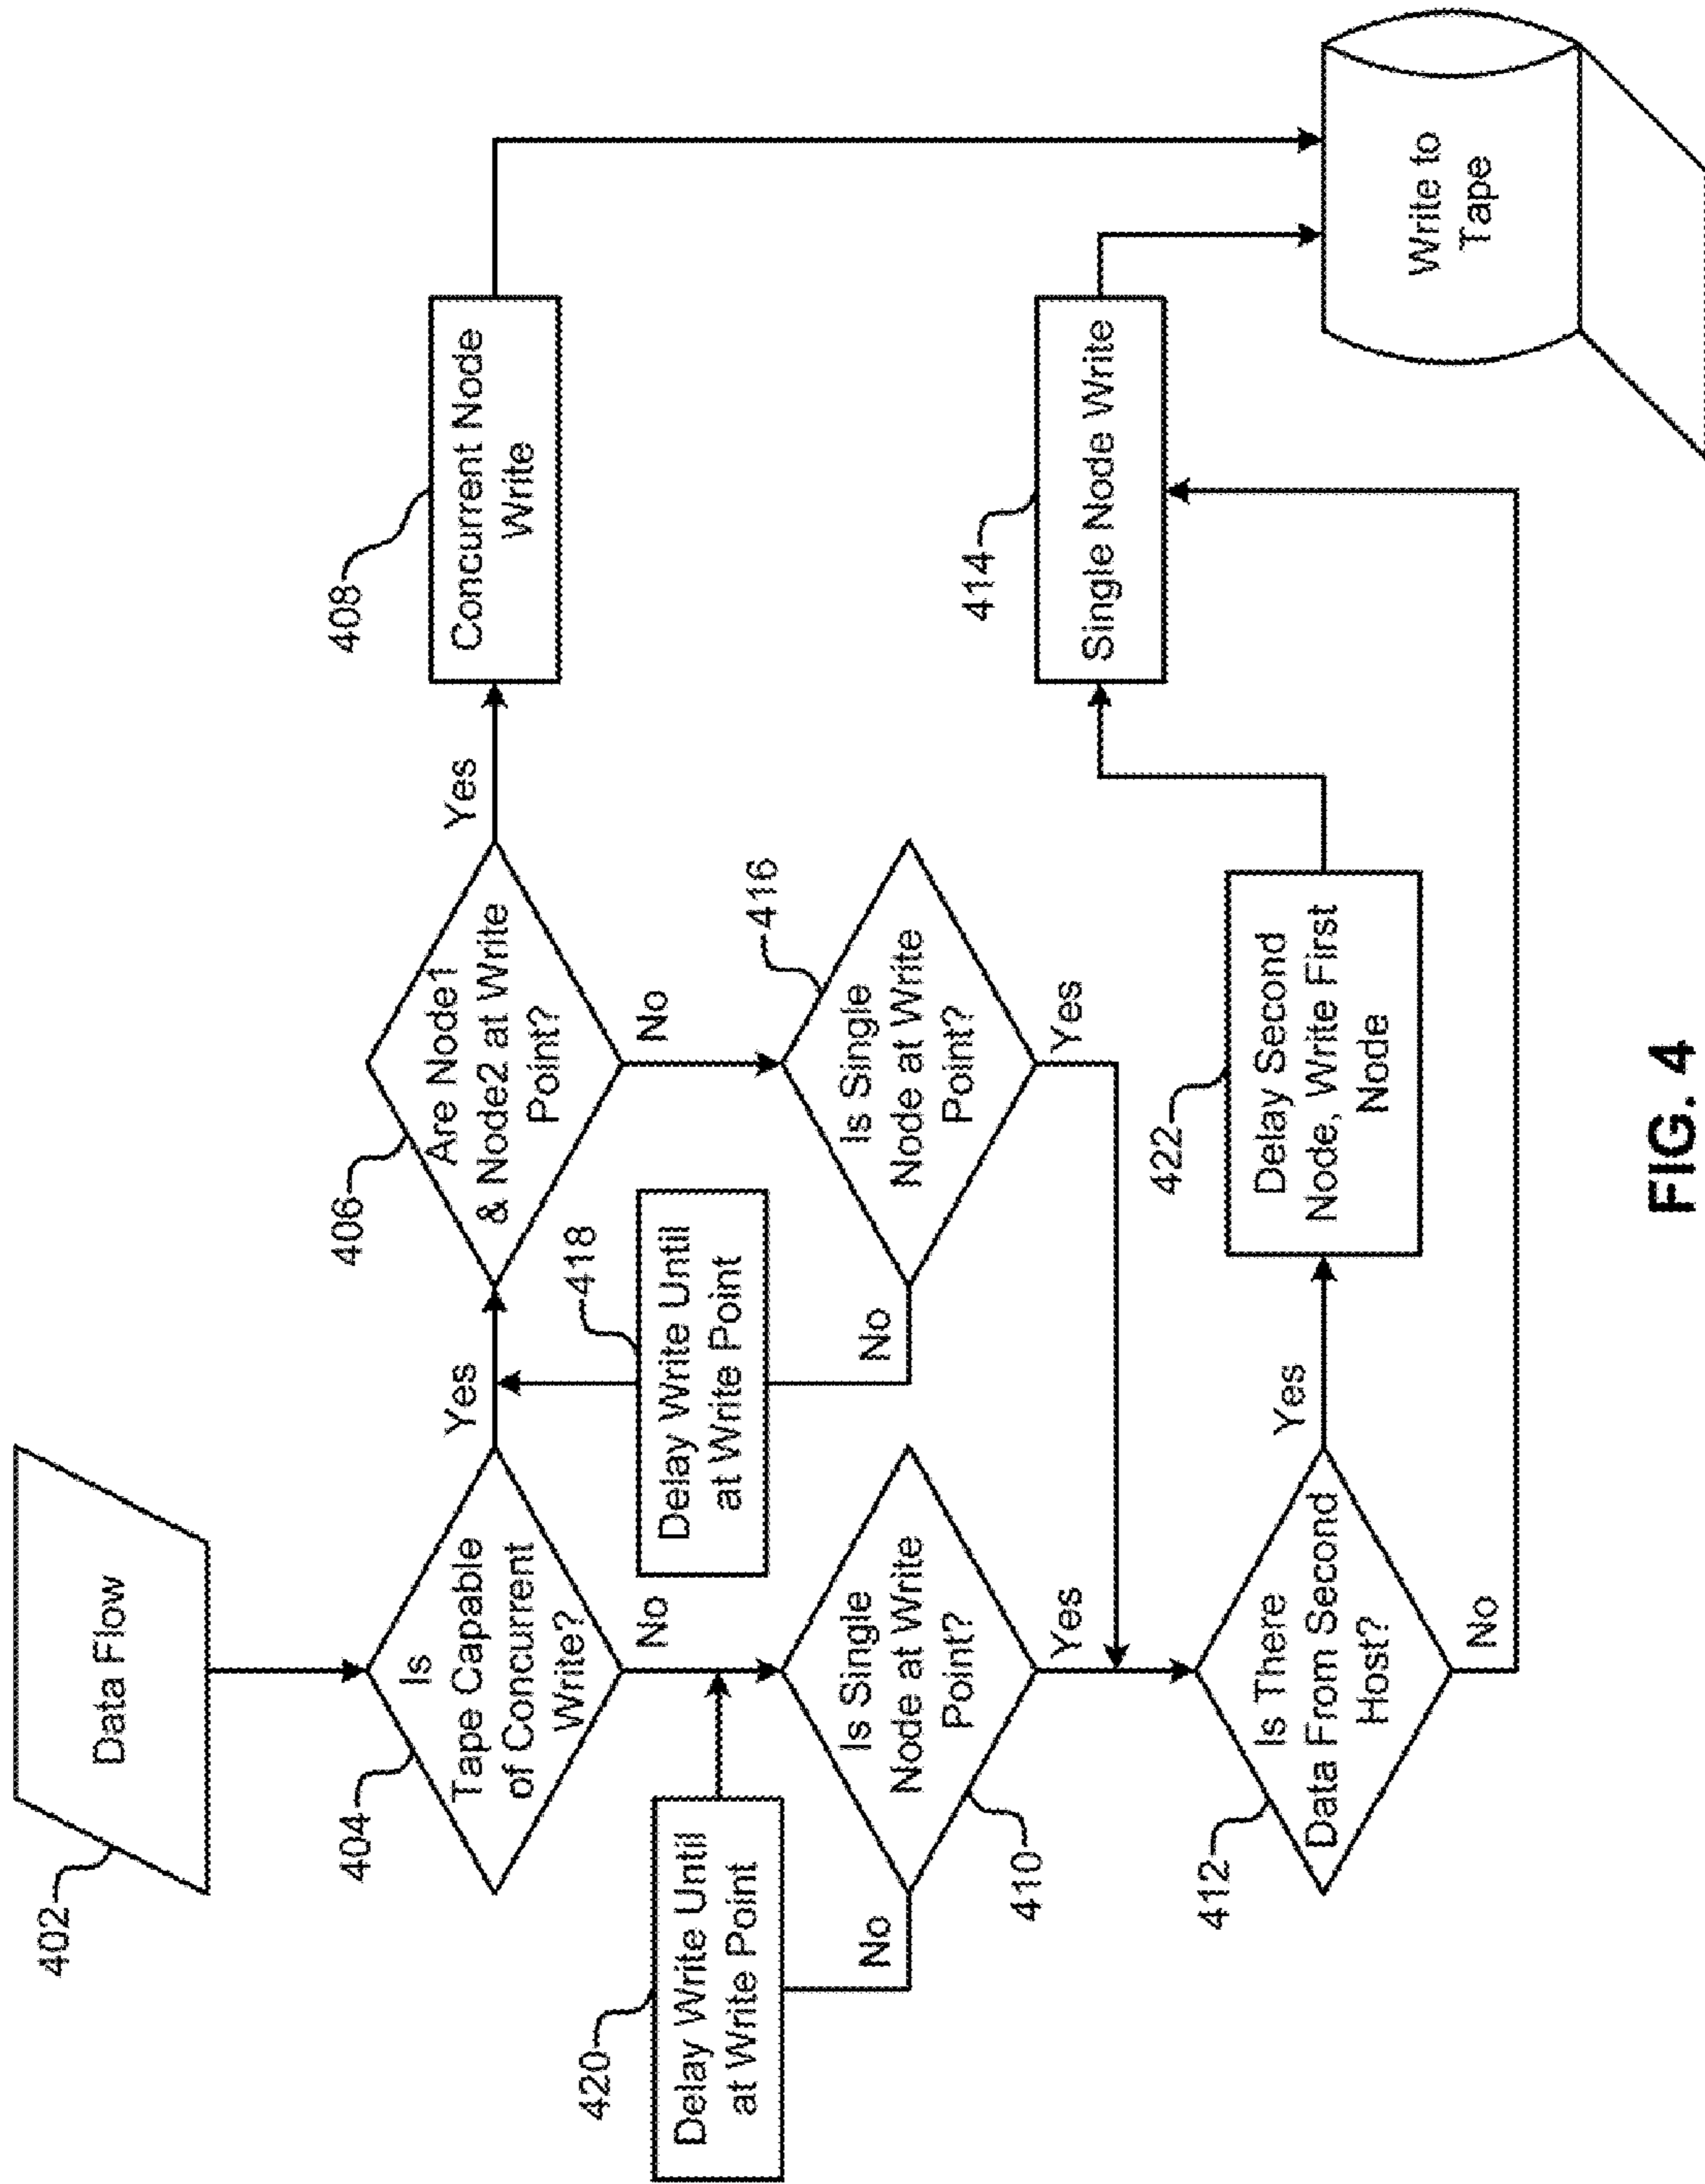 402
Data Flow
404
Is
Tape Capable
of Concurrent
Write?
Yes
406
Are Node1
& Node2 at Write
Point?
Yes
408
Concurrent Node
Write
No
No
420
Delay Write Until
at Write Point
418
Delay Write Until
at Write Point
416
Is Single
Node at Write
Point?
No
Yes
No
410
Is Single
Node at Write
Point?
Yes
412
Is There
Data From Second
Host?
Yes
No
422
Delay Second
Node, Write First
Node
414
Single Node Write
Write to
Tape
FIG. 4